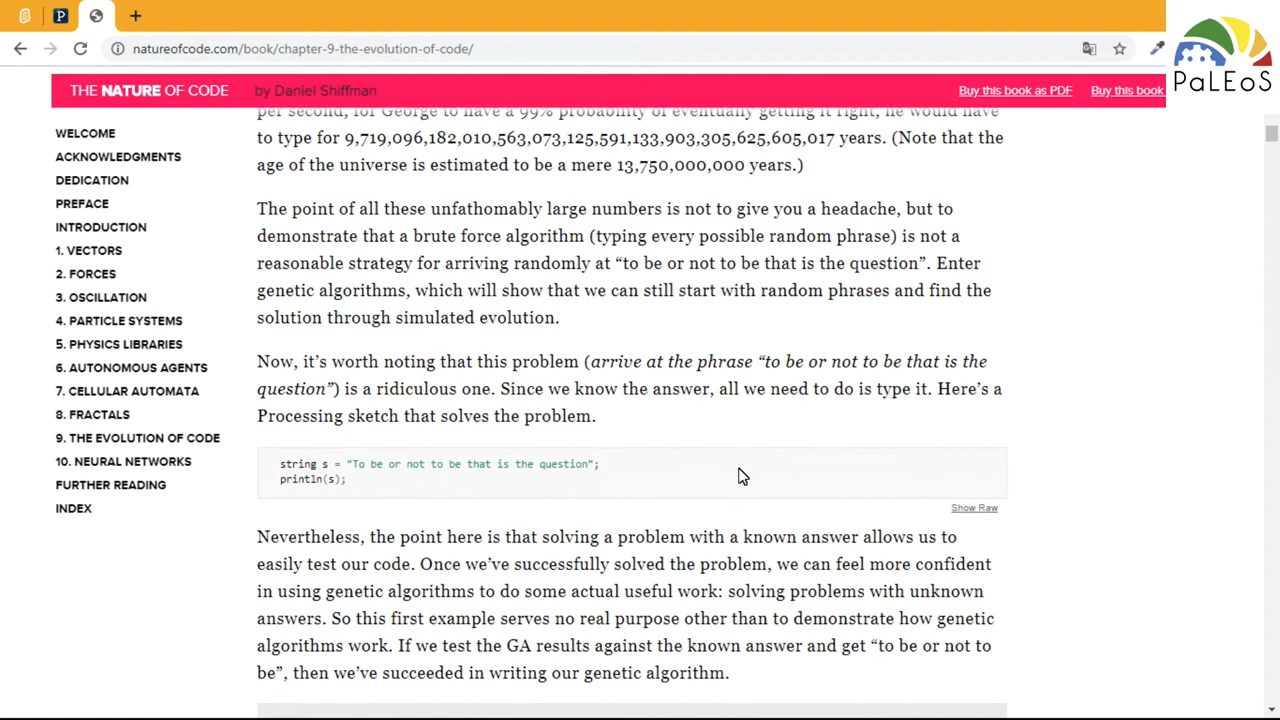 natureofcode.com/book/chapter-9-the-evolution-of-code/
PaLEoS
THE NATURE OF CODE
by Daniel Shiffman
Buy this book as PDF
Buy this book
WELCOME
ACKNOWLEDGMENTS
DEDICATION
PREFACE
INTRODUCTION
1. VECTORS
2. FORCES
3. OSCILLATION
4. PARTICLE SYSTEMS
5. PHYSICS LIBRARIES
6. AUTONOMOUS AGENTS
7. CELLULAR AUTOMATA
8. FRACTALS
9. THE EVOLUTION OF CODE
10. NEURAL NETWORKS
FURTHER READING
INDEX
per second, for George to have a 99% probability of eventually getting it right, he would have
to type for 9,719,096,182,010,563,073,125,591,133,903,305,625,605,017 years. (Note that the
age of the universe is estimated to be a mere 13,750,000,000 years.)
The point of all these unfathomably large numbers is not to give you a headache, but to
demonstrate that a brute force algorithm (typing every possible random phrase) is not a
reasonable strategy for arriving randomly at “to be or not to be that is the question”. Enter
genetic algorithms, which will show that we can still start with random phrases and find the
solution through simulated evolution.
Now, it’s worth noting that this problem (arrive at the phrase “to be or not to be that is the
question”) is a ridiculous one. Since we know the answer, all we need to do is type it. Here’s a
Processing sketch that solves the problem.
string s = "To be or not to be that is the question";
println(s);
Show Raw
Nevertheless, the point here is that solving a problem with a known answer allows us to
easily test our code. Once we’ve successfully solved the problem, we can feel more confident
in using genetic algorithms to do some actual useful work: solving problems with unknown
answers. So this first example serves no real purpose other than to demonstrate how genetic
algorithms work. If we test the GA results against the known answer and get “to be or not to
be”, then we’ve succeeded in writing our genetic algorithm.